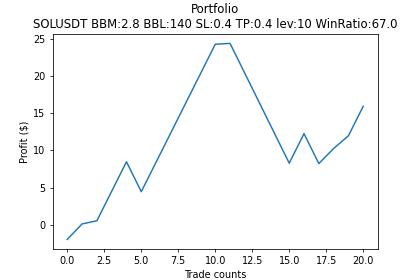 Portfolio
SOLUSDT BBM:2.8 BBL:140 SL:0.4 TP:0.4 lev:10 WinRatio:67.0
25
20
15
10
5
0
Profit ($)
0.0 2.5 5.0 7.5 10.0 12.5 15.0 17.5 20.0
Trade counts